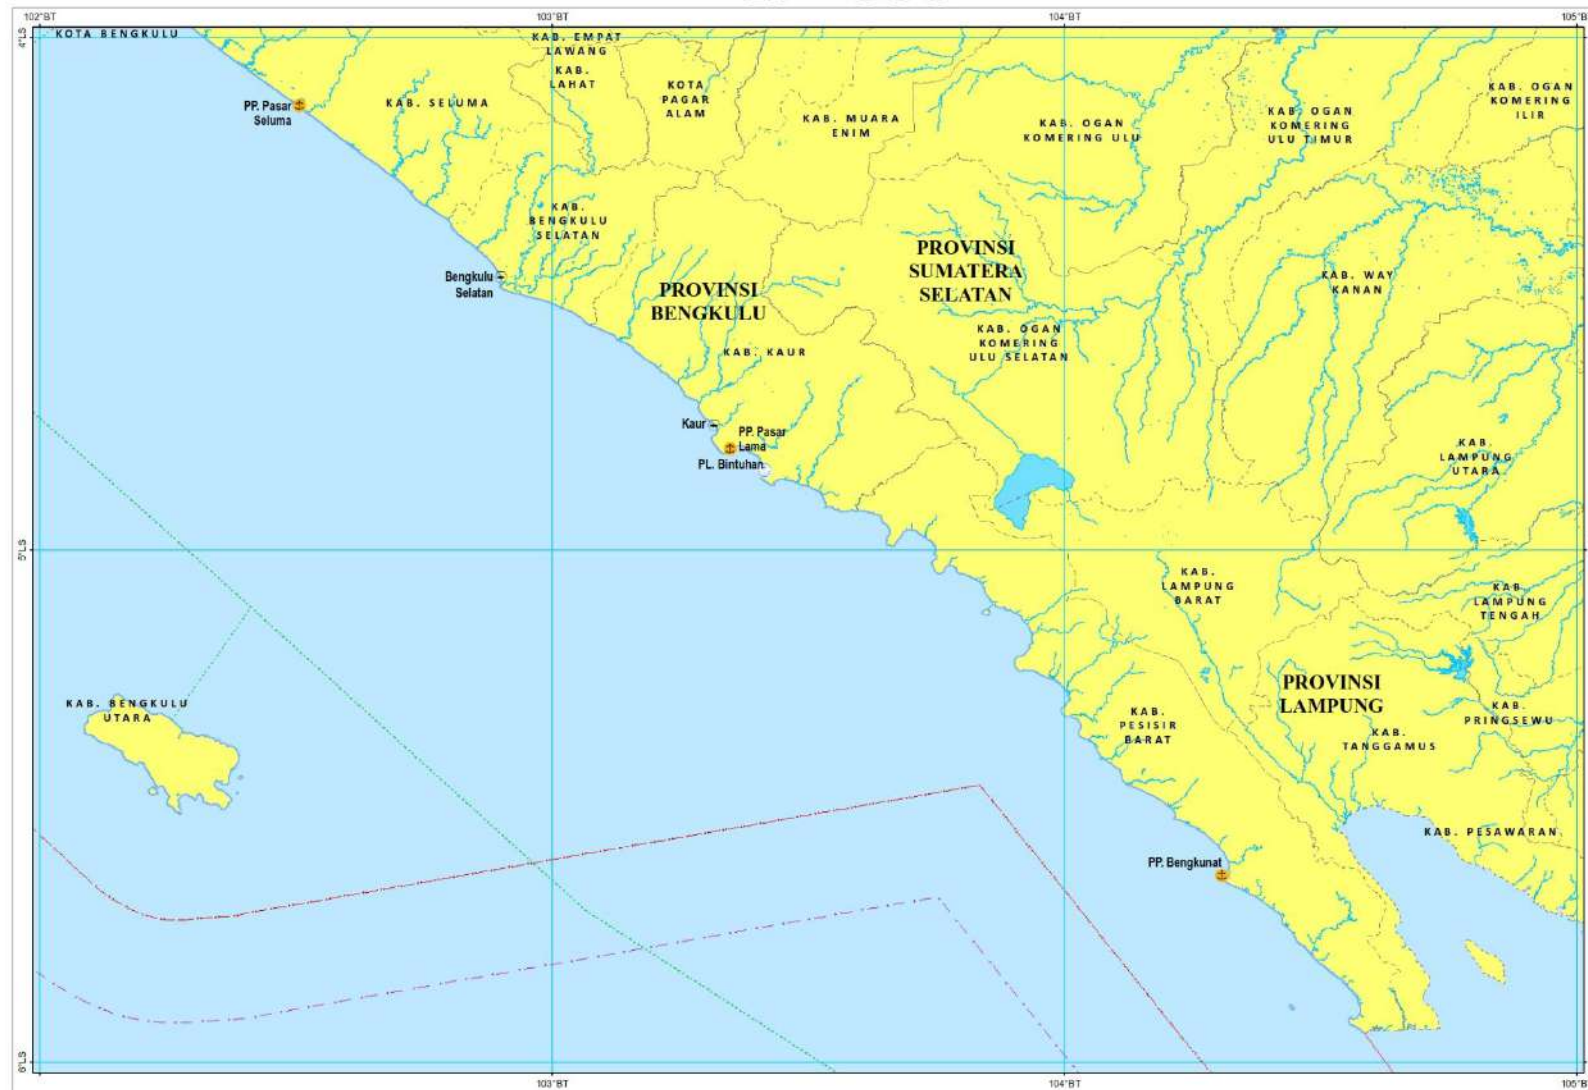 102°BT
103°BT
104°BT
105°B
4°LS
KOTA BENGKULU
KAB. EMPAT
LAWANG
KAB.
LAHAT
KOTA
PAGAR
ALAM
KAB. SELUMA
KAB. MUARA
ENIM
KAB. OGAN
KOMERING ULU
KAB. OGAN
KOMERING
ULU TIMUR
KAB. OGAN
KOMERING
ILIR
PP. Pasar
Seluma
KAB.
BENGKULU
SELATAN
Bengkulu
Selatan
PROVINSI
BENGKULU
PROVINSI
SUMATERA
SELATAN
KAB. WAY
KANAN
KAB. OGAN
KOMERING
ULU SELATAN
KAB. KAUR
Kaur
PP. Pasar
Lama
PL. Bintuhan
KAB.
LAMPUNG
UTARA
5°LS
KAB.
LAMPUNG
BARAT
KAB.
LAMPUNG
TENGAH
KAB. BENGKULU
UTARA
PROVINSI
LAMPUNG
KAB.
PESISIR
BARAT
KAB.
PRINGSEWU
KAB.
TANGGAMUS
KAB. PESAWARAN
PP. Bengkunat
6°LS
103°BT
104°BT
105°B